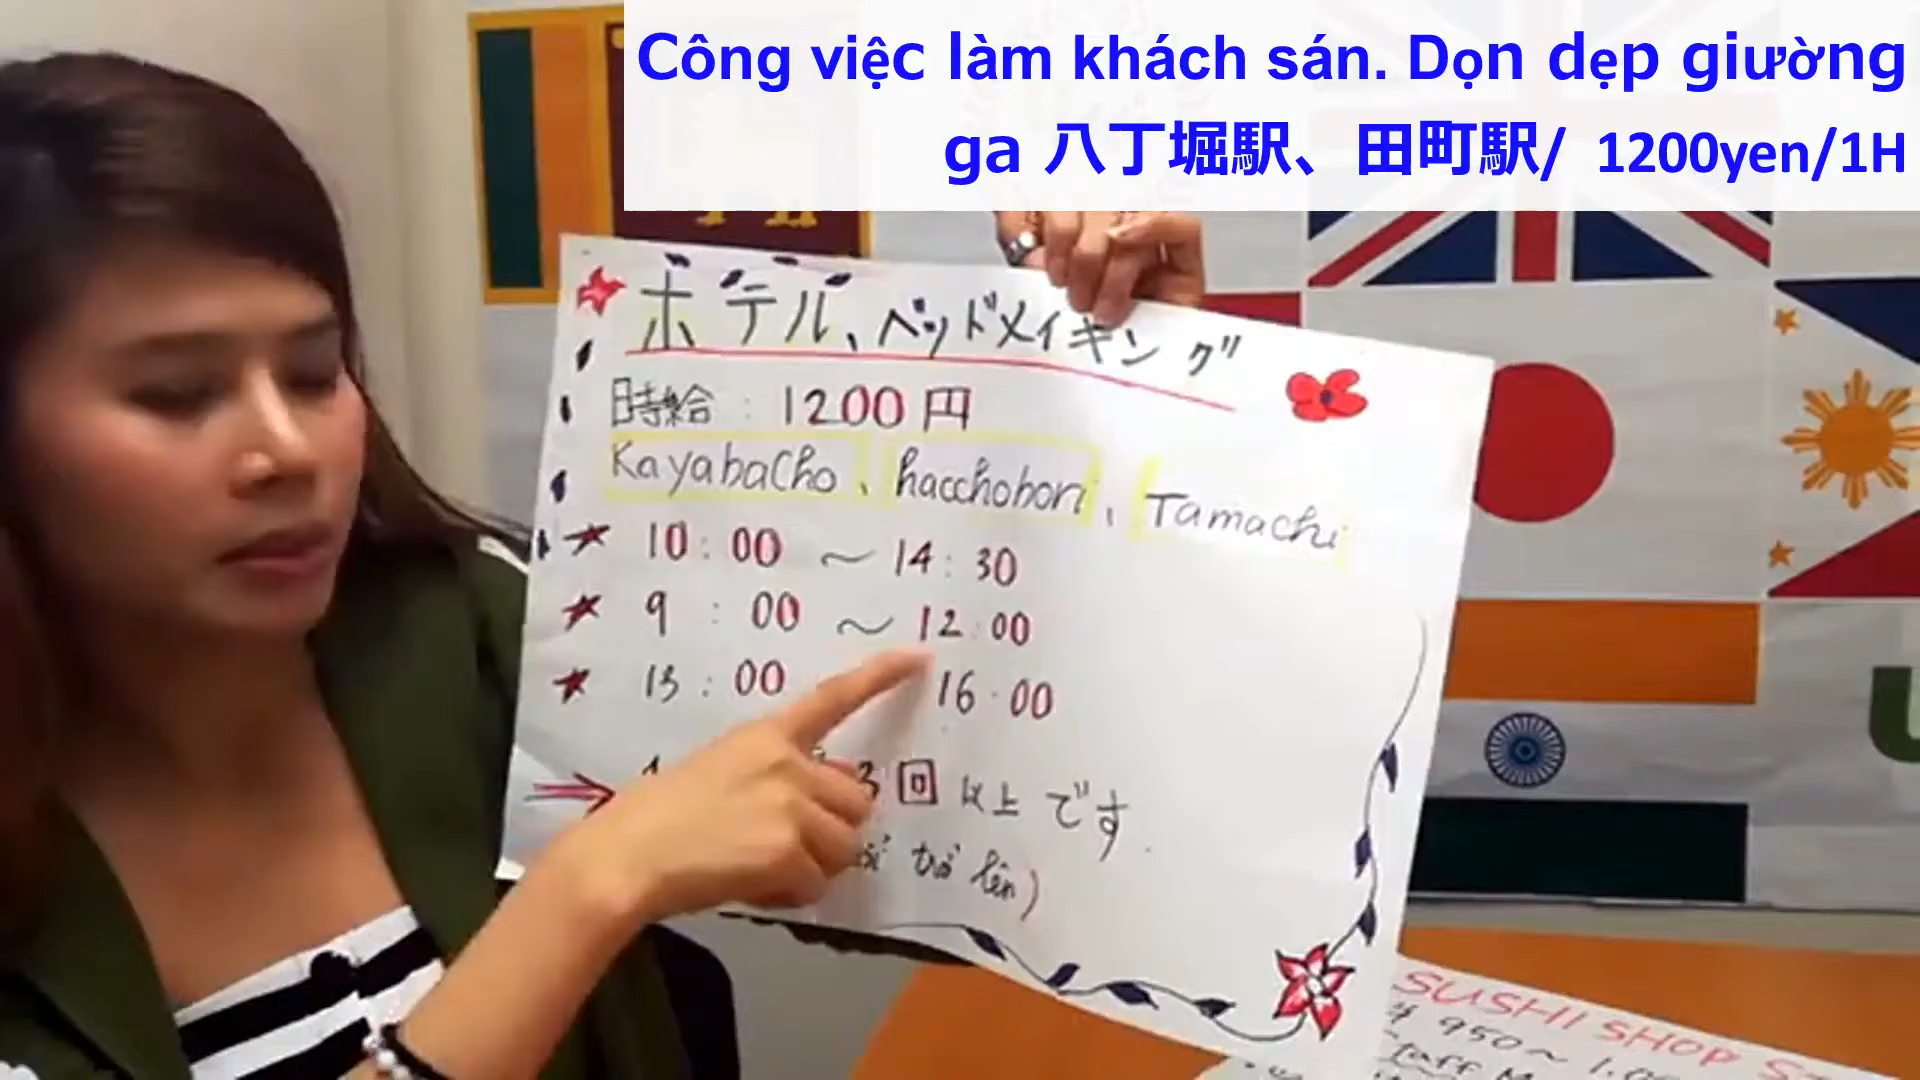 Công việc làm khách sán. Dọn dẹp giường
ga 八丁堀駅、田町駅/ 1200yen/1H
ホテル、ベッドメイキング
時給 : 1200円
Kayabacho、hacchobori、Tamachi
10:00 ~ 14:30
9:00 ~ 12:00
13:00 16:00
3回 以上 です.
trở lên)
SUSHI SHOP
950~